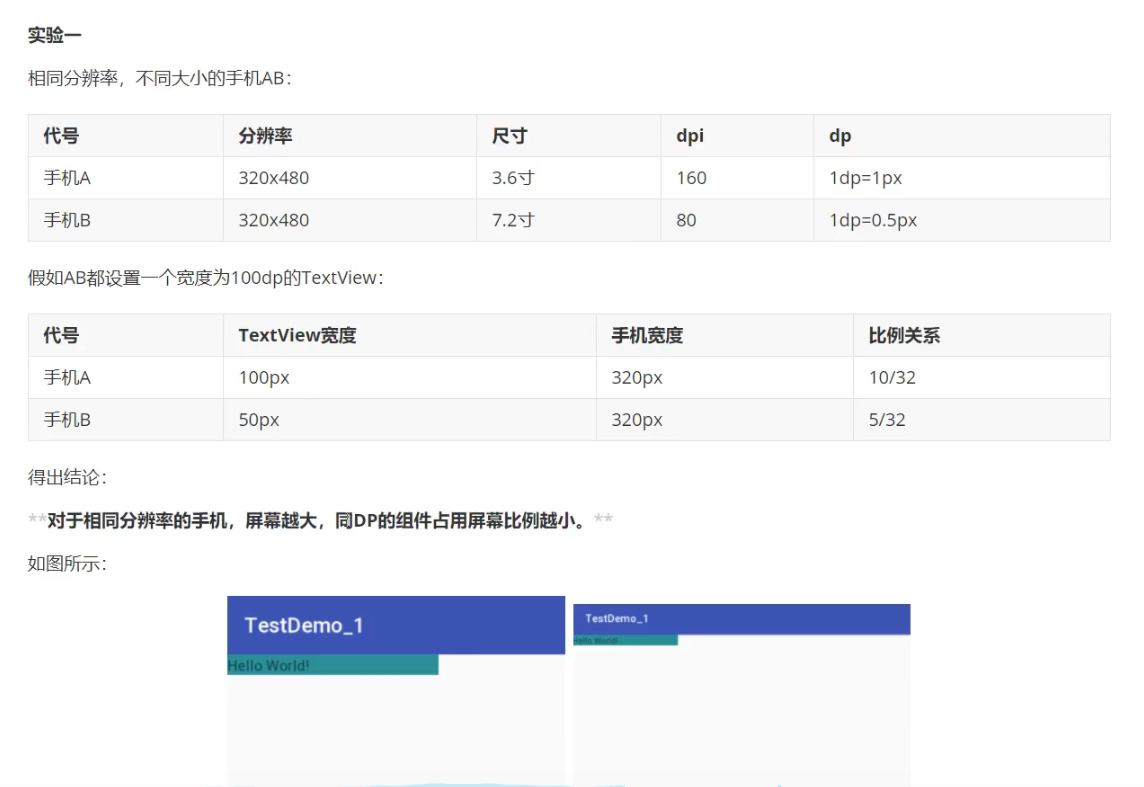 实验一
相同分辨率，不同大小的手机AB：
代号 分辨率 尺寸 dpi dp
手机A 320x480 3.6寸 160 1dp=1px
手机B 320x480 7.2寸 80 1dp=0.5px
假如AB都设置一个宽度为100dp的TextView：
代号 TextView宽度 手机宽度 比例关系
手机A 100px 320px 10/32
手机B 50px 320px 5/32
得出结论：
**对于相同分辨率的手机，屏幕越大，同DP的组件占用屏幕比例越小。**
如图所示：
TestDemo_1
Hello World!
TestDemo_1
Hello World!